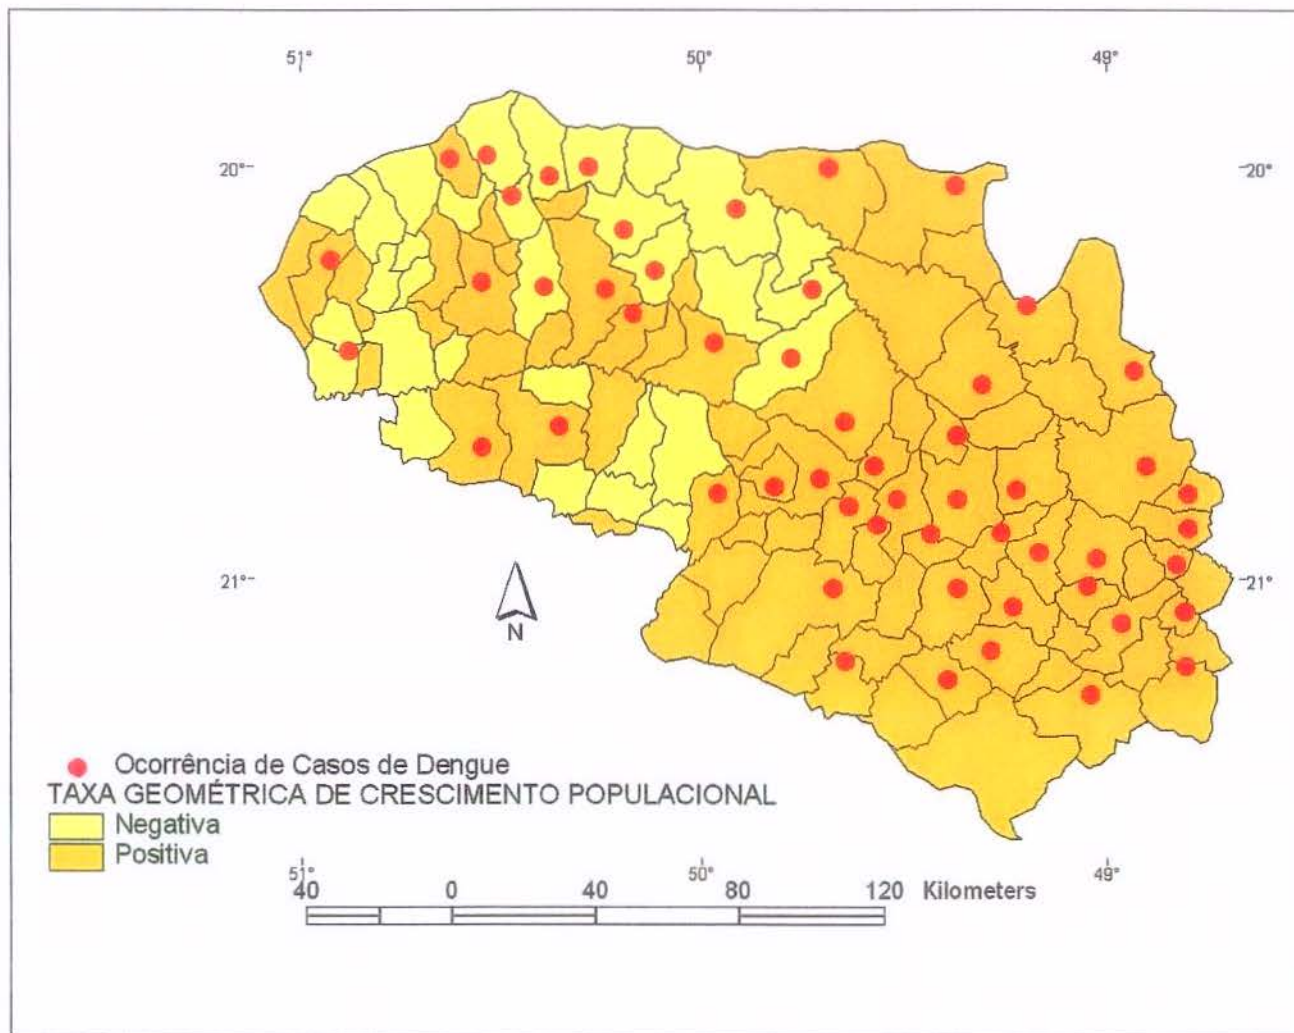 51° 50° 49°
20° 20°
21° 21°
N
Ocorrência de Casos de Dengue
TAXA GEOMÉTRICA DE CRESCIMENTO POPULACIONAL
Negativa
Positiva
51° 50° 49°
40 0 40 80 120 Kilometers